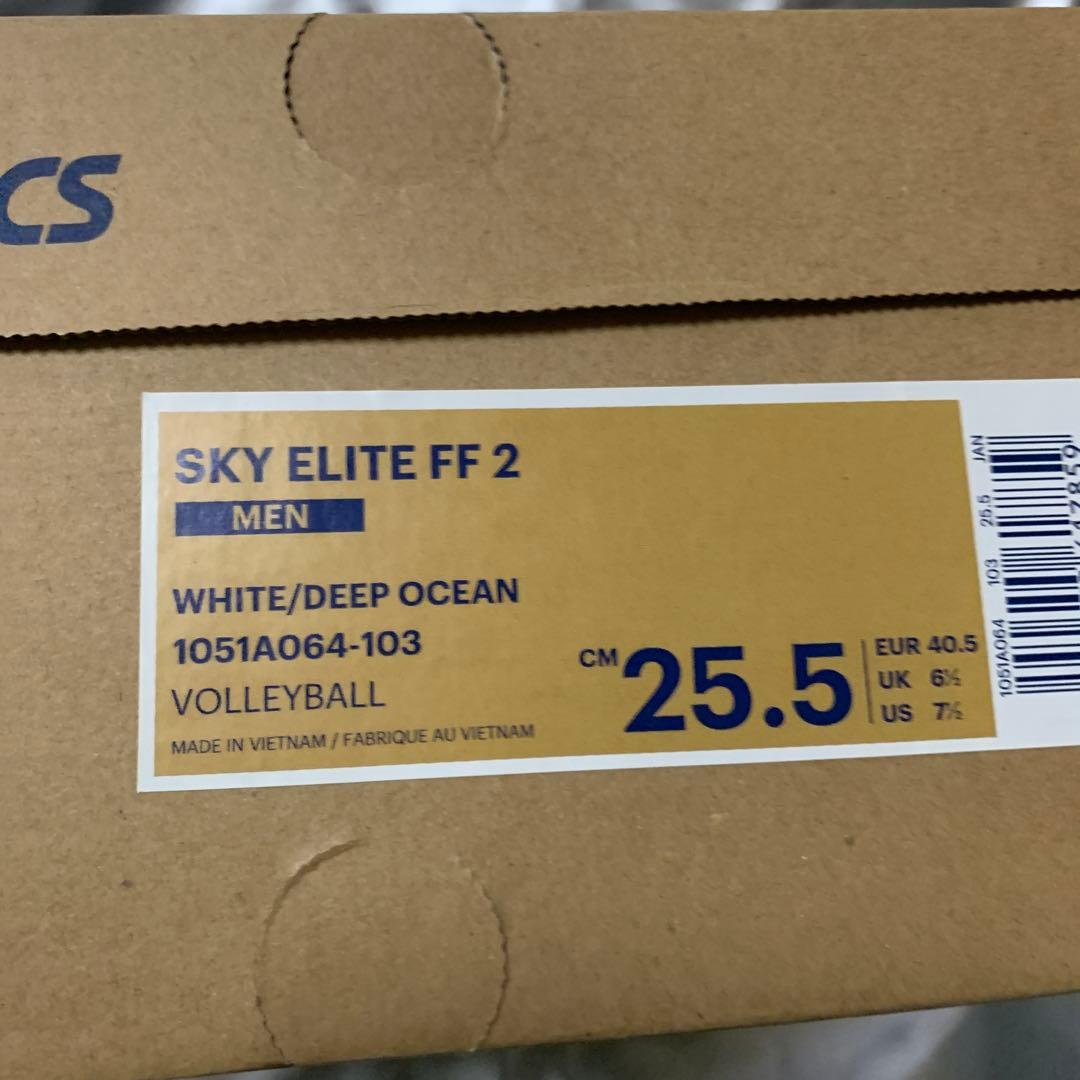 CS
SKY ELITE FF 2
MEN
WHITE/DEEP OCEAN
1051A064-103
VOLLEYBALL
MADE IN VIETNAM / FABRIQUE AU VIETNAM
CM 25.5
EUR 40.5
UK 6½
US 7½
1051A064 103 25.5 JAN